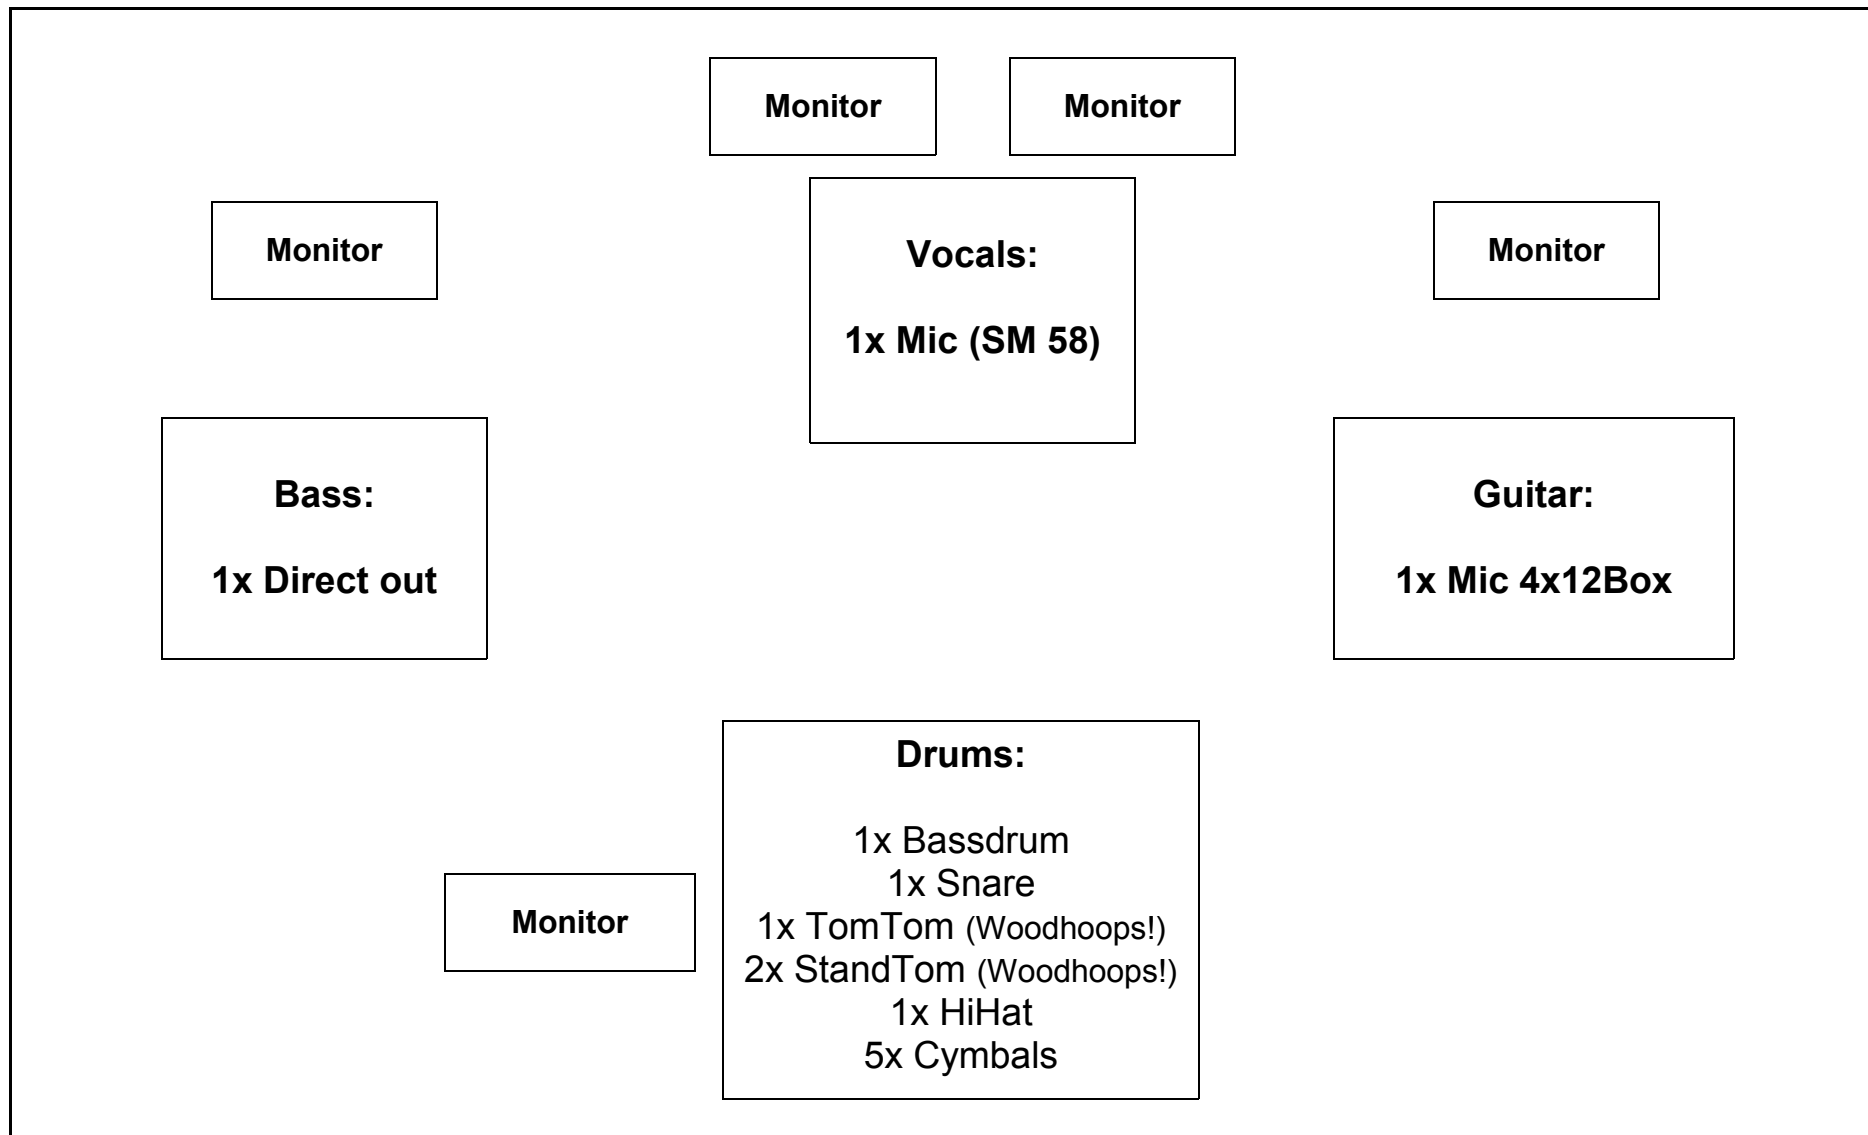 Monitor
Monitor
Monitor
Vocals:
1x Mic (SM 58)
Monitor
Bass:
1x Direct out
Guitar:
1x Mic 4x12Box
Monitor
Drums:
1x Bassdrum
1x Snare
1x TomTom (Woodhoops!)
2x StandTom (Woodhoops!)
1x HiHat
5x Cymbals